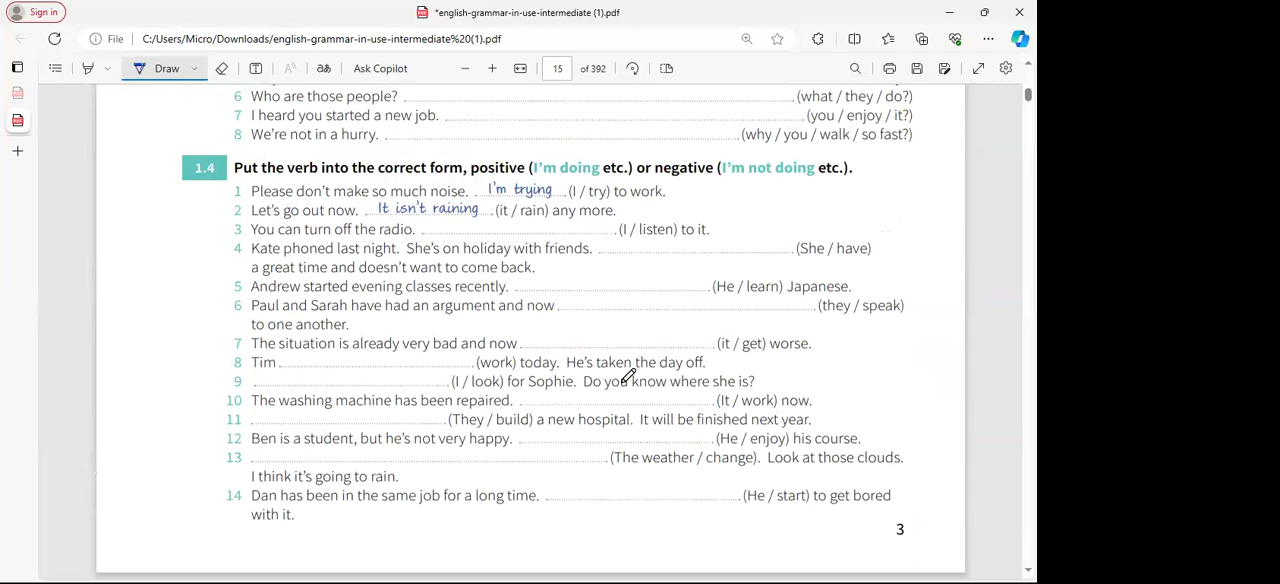 Sign in
*english-grammar-in-use-intermediate (1).pdf
File C:/Users/Micro/Downloads/english-grammar-in-use-intermediate%20(1).pdf
Draw
Ask Copilot
15 of 392
6 Who are those people? (what / they / do?)
7 I heard you started a new job. (you / enjoy / it?)
8 We're not in a hurry. (why / you / walk / so fast?)
1.4 Put the verb into the correct form, positive (I'm doing etc.) or negative (I'm not doing etc.).
1 Please don't make so much noise. I'm trying (I / try) to work.
2 Let's go out now. It isn't raining (it / rain) any more.
3 You can turn off the radio. (I / listen) to it.
4 Kate phoned last night. She's on holiday with friends. (She / have)
a great time and doesn't want to come back.
5 Andrew started evening classes recently. (He / learn) Japanese.
6 Paul and Sarah have had an argument and now (they / speak)
to one another.
7 The situation is already very bad and now (it / get) worse.
8 Tim (work) today. He's taken the day off.
9 (I / look) for Sophie. Do you know where she is?
10 The washing machine has been repaired. (It / work) now.
11 (They / build) a new hospital. It will be finished next year.
12 Ben is a student, but he's not very happy. (He / enjoy) his course.
13 (The weather / change). Look at those clouds.
I think it's going to rain.
14 Dan has been in the same job for a long time. (He / start) to get bored
with it.
3